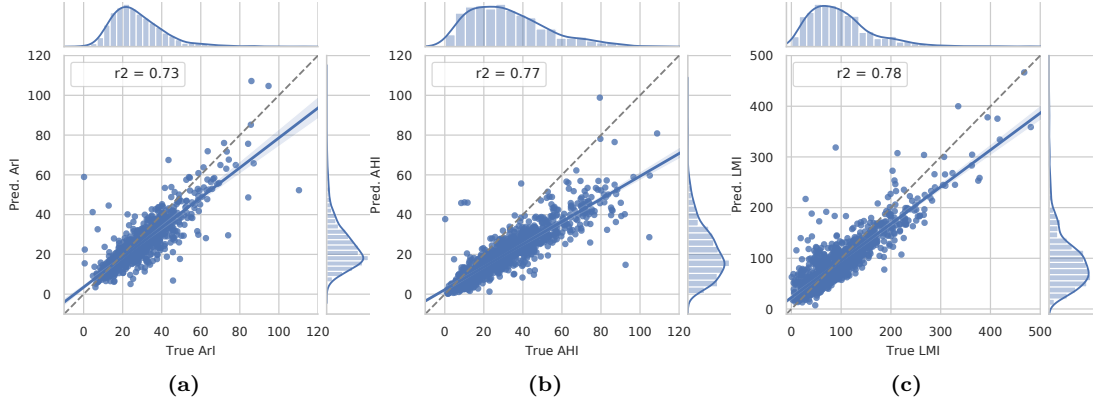 r2 = 0.73
120
100
80
60
40
20
0
Pred. ArI
0 20 40 60 80 100 120
True ArI
(a)
r2 = 0.77
120
100
80
60
40
20
0
Pred. AHI
0 20 40 60 80 100 120
True AHI
(b)
r2 = 0.78
500
400
300
200
100
0
Pred. LMI
0 100 200 300 400 500
True LMI
(c)